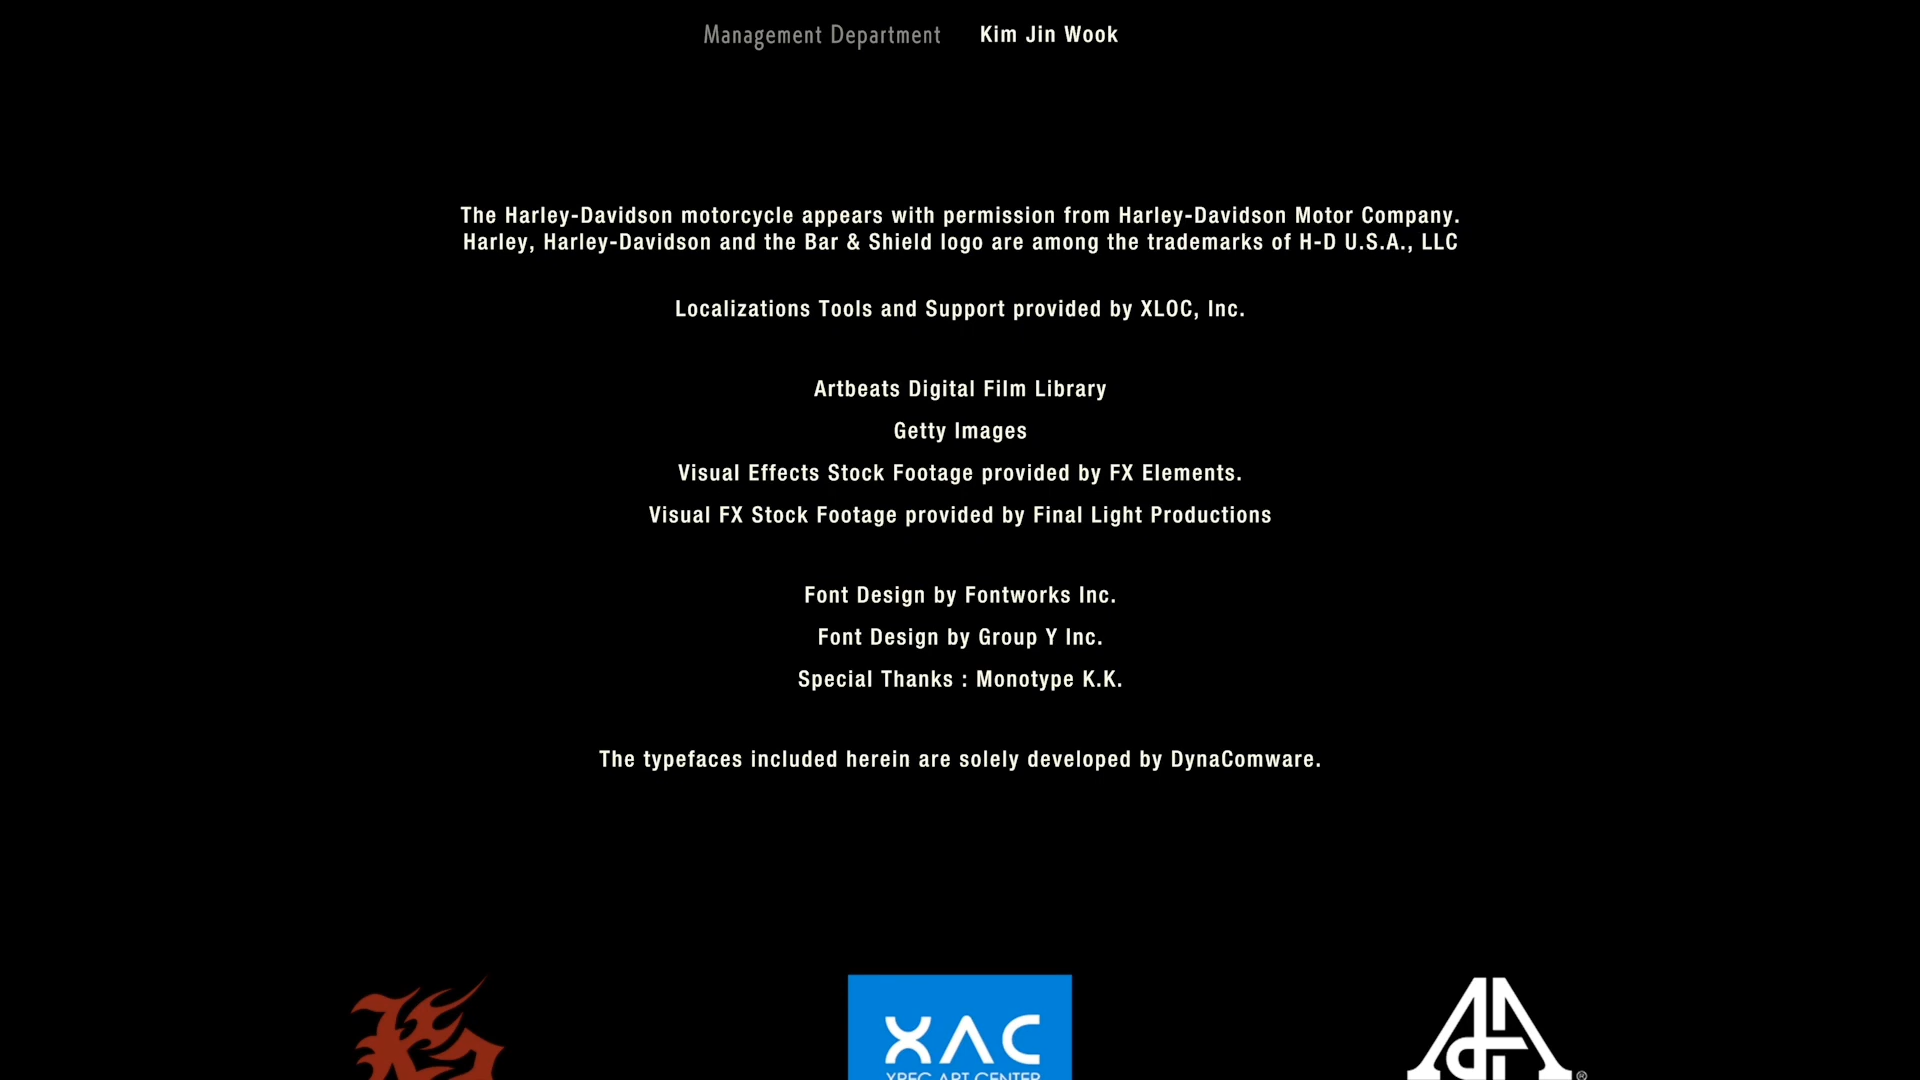 Management Department Kim Jin Wook
The Harley-Davidson motorcycle appears with permission from Harley-Davidson Motor Company.
Harley, Harley-Davidson and the Bar & Shield logo are among the trademarks of H-D U.S.A., LLC
Localizations Tools and Support provided by XLOC, Inc.
Artbeats Digital Film Library
Getty Images
Visual Effects Stock Footage provided by FX Elements.
Visual FX Stock Footage provided by Final Light Productions
Font Design by Fontworks Inc.
Font Design by Group Y Inc.
Special Thanks : Monotype K.K.
The typefaces included herein are solely developed by DynaComware.
XAC
XPEC ART CENTER
®